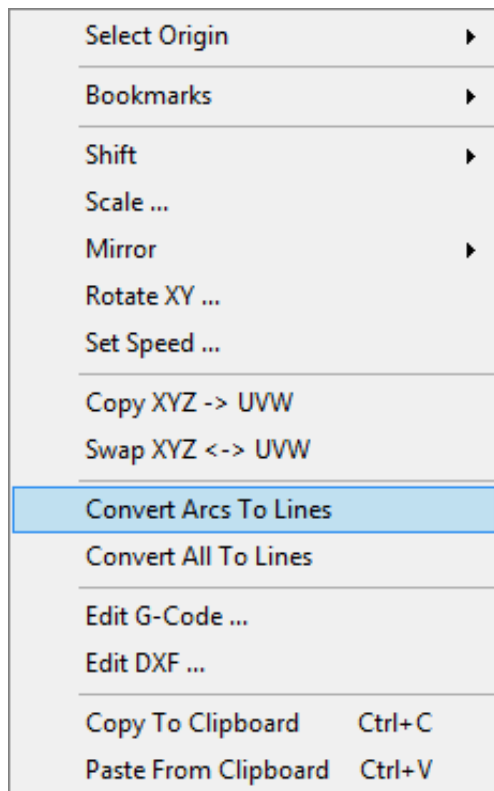 Select Origin
Bookmarks
Shift
Scale ...
Mirror
Rotate XY ...
Set Speed ...
Copy XYZ -> UVW
Swap XYZ <-> UVW
Convert Arcs To Lines
Convert All To Lines
Edit G-Code ...
Edit DXF ...
Copy To Clipboard Ctrl+C
Paste From Clipboard Ctrl+V